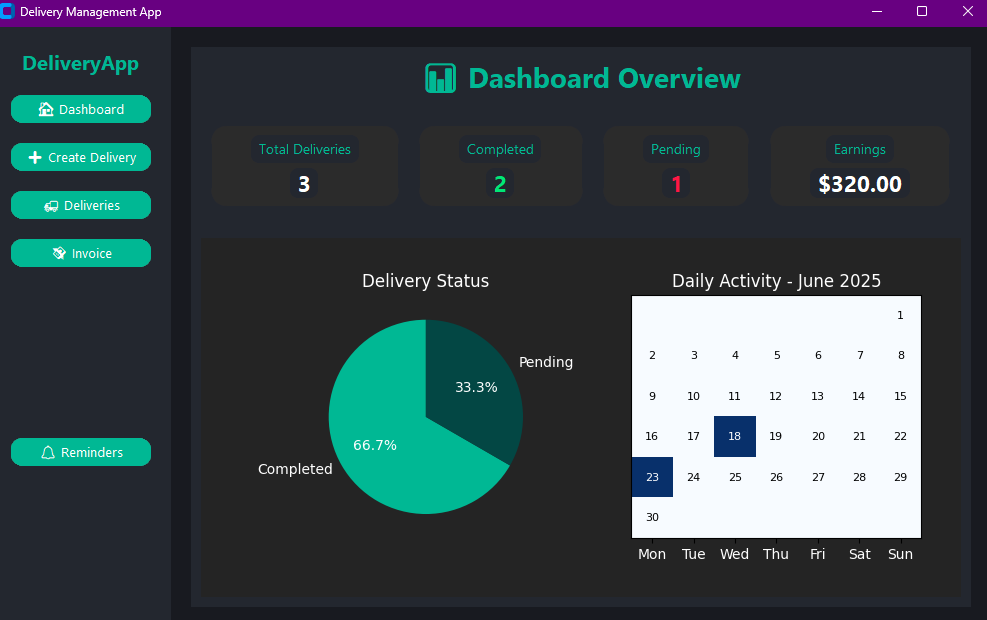 Delivery Management App
DeliveryApp
Dashboard
Create Delivery
Deliveries
Invoice
Reminders
Dashboard Overview
Total Deliveries Completed Pending Earnings
3 2 1 $320.00
Delivery Status
Pending
33.3%
66.7%
Completed
Daily Activity - June 2025
1
2 3 4 5 6 7 8
9 10 11 12 13 14 15
16 17 18 19 20 21 22
23 24 25 26 27 28 29
30
Mon Tue Wed Thu Fri Sat Sun